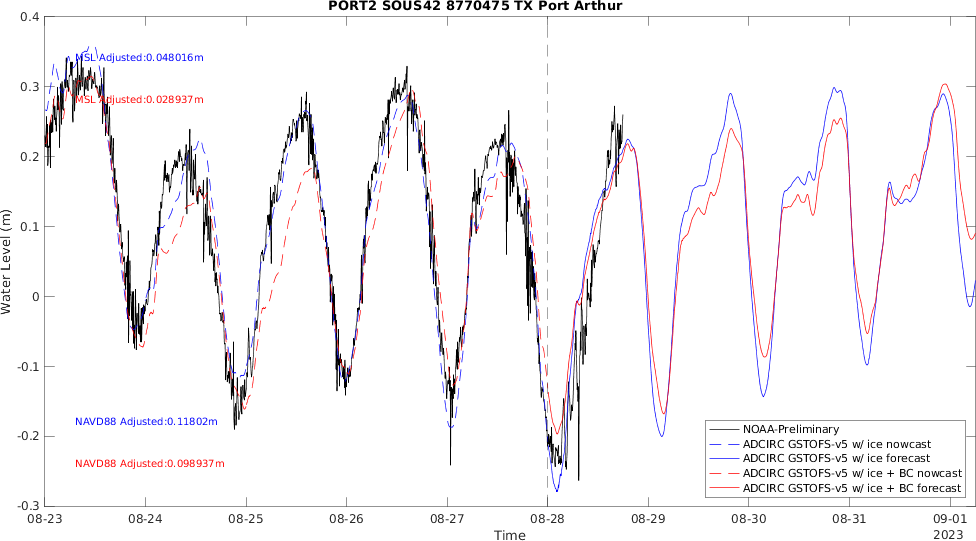 PORT2 SOUS42 8770475 TX Port Arthur
0.4
0.3
0.2
0.1
0
-0.1
-0.2
-0.3
Water Level (m)
MSL Adjusted:0.048016m
MSL Adjusted:0.028937m
NAVD88 Adjusted:0.11802m
NAVD88 Adjusted:0.098937m
NOAA-Preliminary
ADCIRC GSTOFS-v5 w/ ice nowcast
ADCIRC GSTOFS-v5 w/ ice forecast
ADCIRC GSTOFS-v5 w/ ice + BC nowcast
ADCIRC GSTOFS-v5 w/ ice + BC forecast
08-23 08-24 08-25 08-26 08-27 08-28 08-29 08-30 08-31 09-01
2023
Time